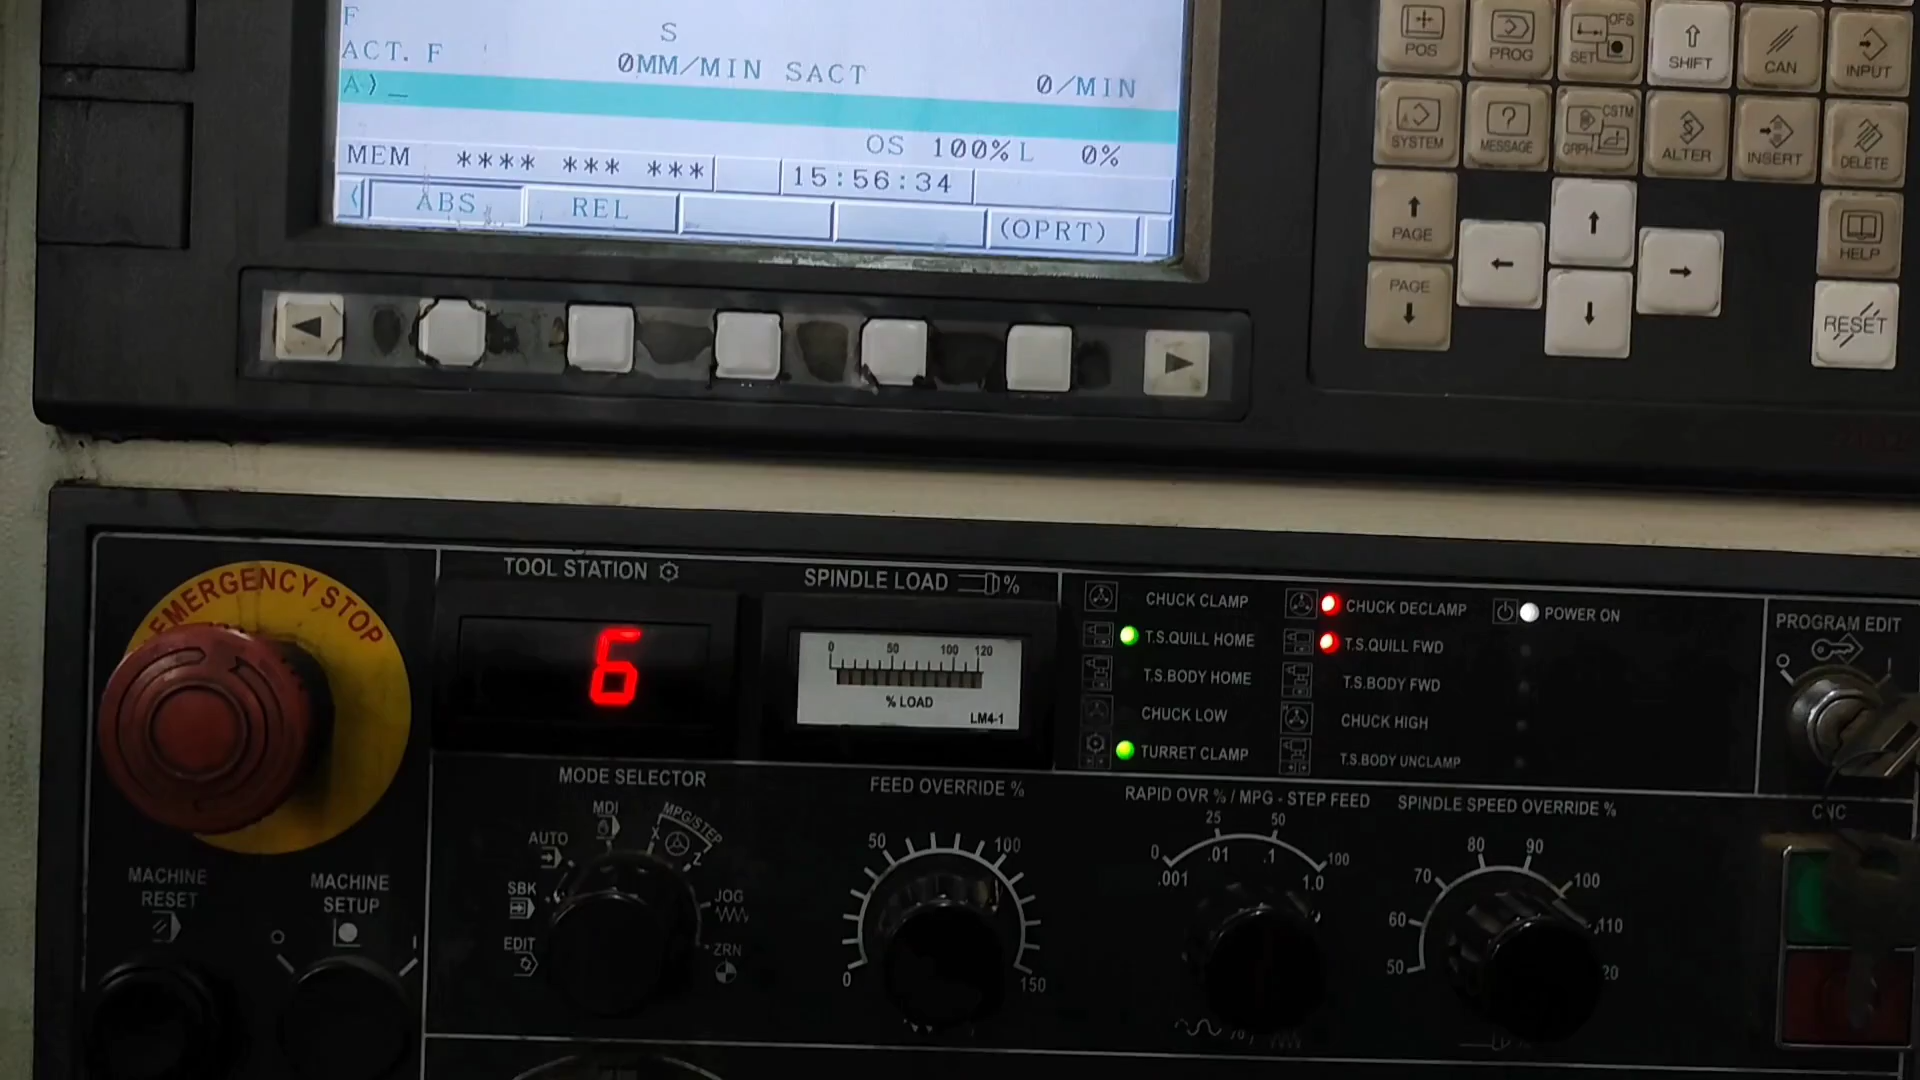 F
S
ACT. F 0MM/MIN SACT 0/MIN
A)_
OS 100% L 0%
MEM **** *** *** 15:56:34
ABS REL (OPRT)
POS PROG OFS SET SHIFT CAN INPUT
SYSTEM MESSAGE CSTM GRPH ALTER INSERT DELETE
PAGE HELP
PAGE RESET
EMERGENCY STOP
TOOL STATION
6
SPINDLE LOAD %
0 50 100 120
% LOAD
LM4-1
CHUCK CLAMP CHUCK DECLAMP POWER ON
T.S.QUILL HOME T.S.QUILL FWD
T.S.BODY HOME T.S.BODY FWD
CHUCK LOW CHUCK HIGH
TURRET CLAMP T.S.BODY UNCLAMP
PROGRAM EDIT
MACHINE RESET
MACHINE SETUP
MODE SELECTOR
EDIT
SBK
AUTO
MDI
MPG/STEP
X
Z
JOG
ZRN
FEED OVERRIDE %
0 50 100 150
RAPID OVR % / MPG - STEP FEED
0 25 50 100
.001 .01 .1 1.0
SPINDLE SPEED OVERRIDE %
50 60 70 80 90 100 110
CNC